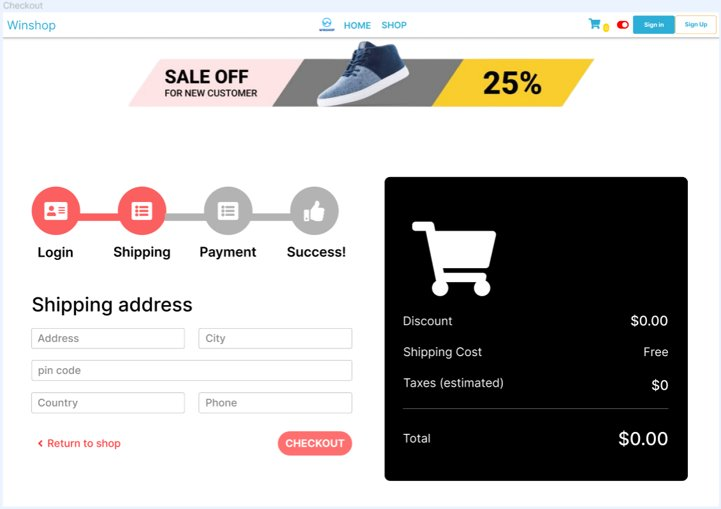 Checkout
Winshop
WINSHOP
HOME
SHOP
0
Sign in
Sign Up
SALE OFF
FOR NEW CUSTOMER
25%
Login
Shipping
Payment
Success!
Shipping address
Address
City
pin code
Country
Phone
Return to shop
CHECKOUT
Discount
$0.00
Shipping Cost
Free
Taxes (estimated)
$0
Total
$0.00